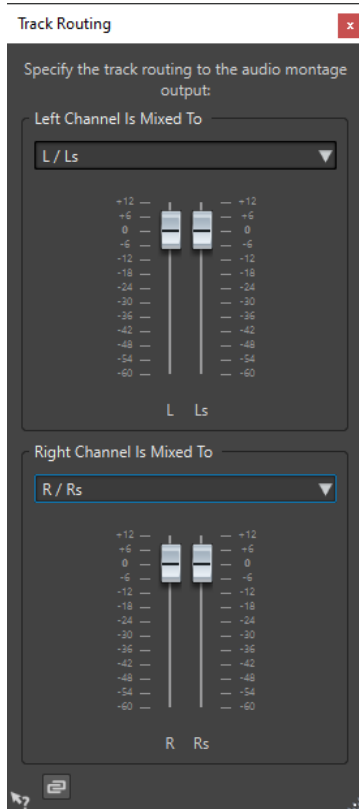 Track Routing
x
Specify the track routing to the audio montage
output:
Left Channel Is Mixed To
L / Ls
+12 +12
+6 +6
0 0
-6 -6
-12 -12
-18 -18
-24 -24
-30 -30
-36 -36
-42 -42
-48 -48
-54 -54
-60 -60
L Ls
Right Channel Is Mixed To
R / Rs
+12 +12
+6 +6
0 0
-6 -6
-12 -12
-18 -18
-24 -24
-30 -30
-36 -36
-42 -42
-48 -48
-54 -54
-60 -60
R Rs
?